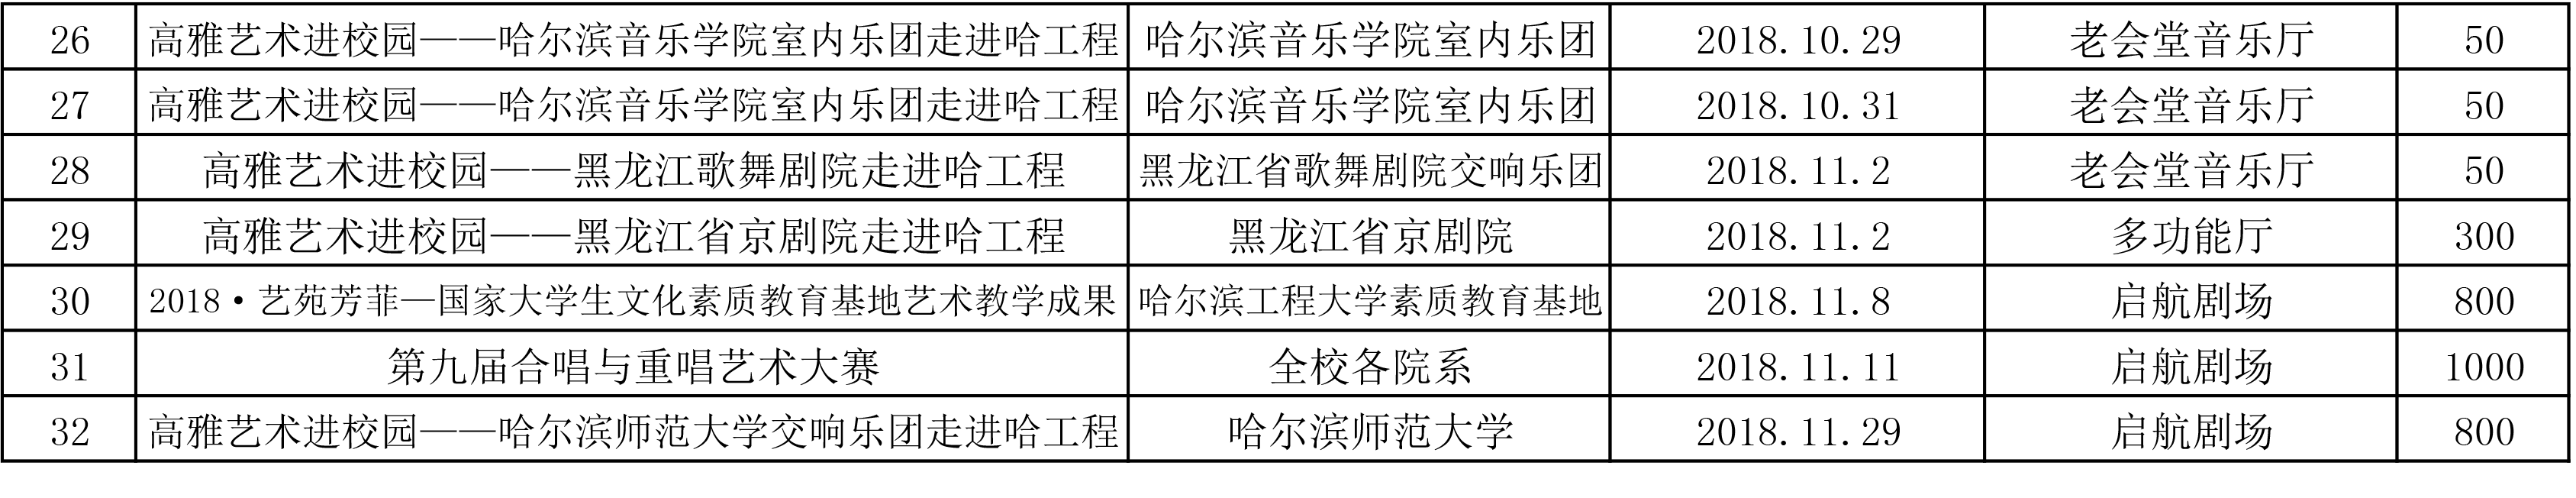 26 高雅艺术进校园——哈尔滨音乐学院室内乐团走进哈工程 哈尔滨音乐学院室内乐团 2018.10.29 老会堂音乐厅 50
27 高雅艺术进校园——哈尔滨音乐学院室内乐团走进哈工程 哈尔滨音乐学院室内乐团 2018.10.31 老会堂音乐厅 50
28 高雅艺术进校园——黑龙江歌舞剧院走进哈工程 黑龙江省歌舞剧院交响乐团 2018.11.2 老会堂音乐厅 50
29 高雅艺术进校园——黑龙江省京剧院走进哈工程 黑龙江省京剧院 2018.11.2 多功能厅 300
30 2018·艺苑芳菲—国家大学生文化素质教育基地艺术教学成果 哈尔滨工程大学素质教育基地 2018.11.8 启航剧场 800
31 第九届合唱与重唱艺术大赛 全校各院系 2018.11.11 启航剧场 1000
32 高雅艺术进校园——哈尔滨师范大学交响乐团走进哈工程 哈尔滨师范大学 2018.11.29 启航剧场 800